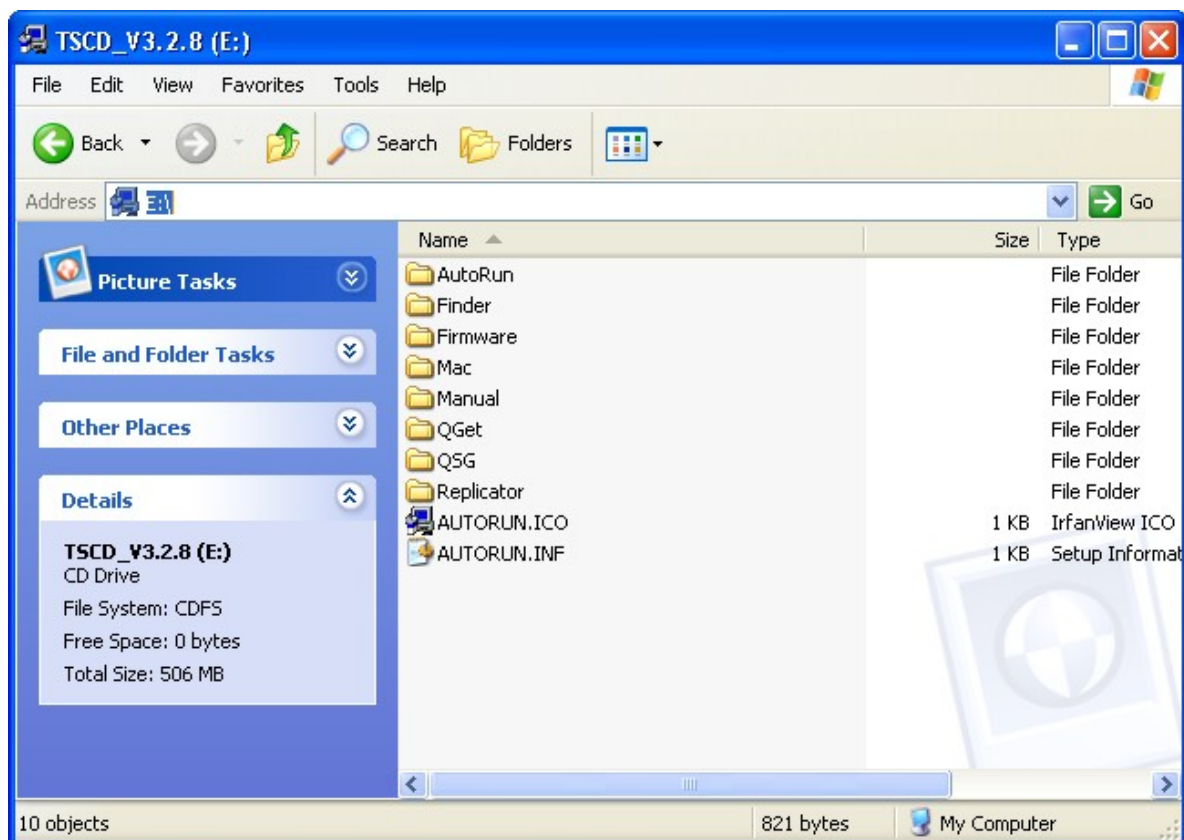 TSCD_V3.2.8 (E:)
File Edit View Favorites Tools Help
Back Search Folders
Address E:\ Go
Picture Tasks
File and Folder Tasks
Other Places
Details
TSCD_V3.2.8 (E:)
CD Drive
File System: CDFS
Free Space: 0 bytes
Total Size: 506 MB
Name Size Type
AutoRun File Folder
Finder File Folder
Firmware File Folder
Mac File Folder
Manual File Folder
QGet File Folder
QSG File Folder
Replicator File Folder
AUTORUN.ICO 1 KB IrfanView ICO
AUTORUN.INF 1 KB Setup Informat
10 objects 821 bytes My Computer